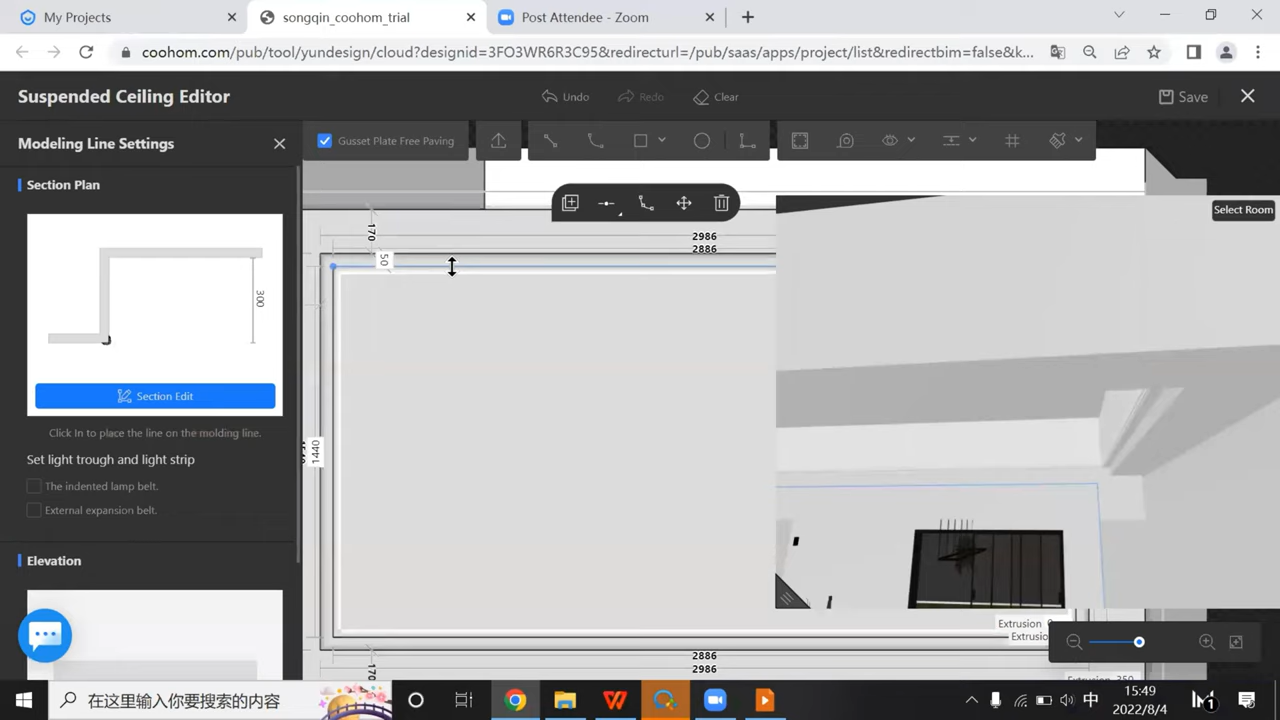 My Projects
songqin_coohom_trial
Post Attendee - Zoom
coohom.com/pub/tool/yundesign/cloud?designid=3FO3WR6R3C95&redirecturl=/pub/saas/apps/project/list&redirectbim=false&k...
Suspended Ceiling Editor
Undo
Redo
Clear
Save
Modeling Line Settings
Gusset Plate Free Paving
Section Plan
300
Section Edit
Click In to place the line on the molding line.
Set light trough and light strip
The indented lamp belt.
External expansion belt.
Elevation
170
50
2986
2886
1440
Select Room
Extrusion
Extrusion
2886
2986
170
在这里输入你要搜索的内容
中
15:49
2022/8/4
1